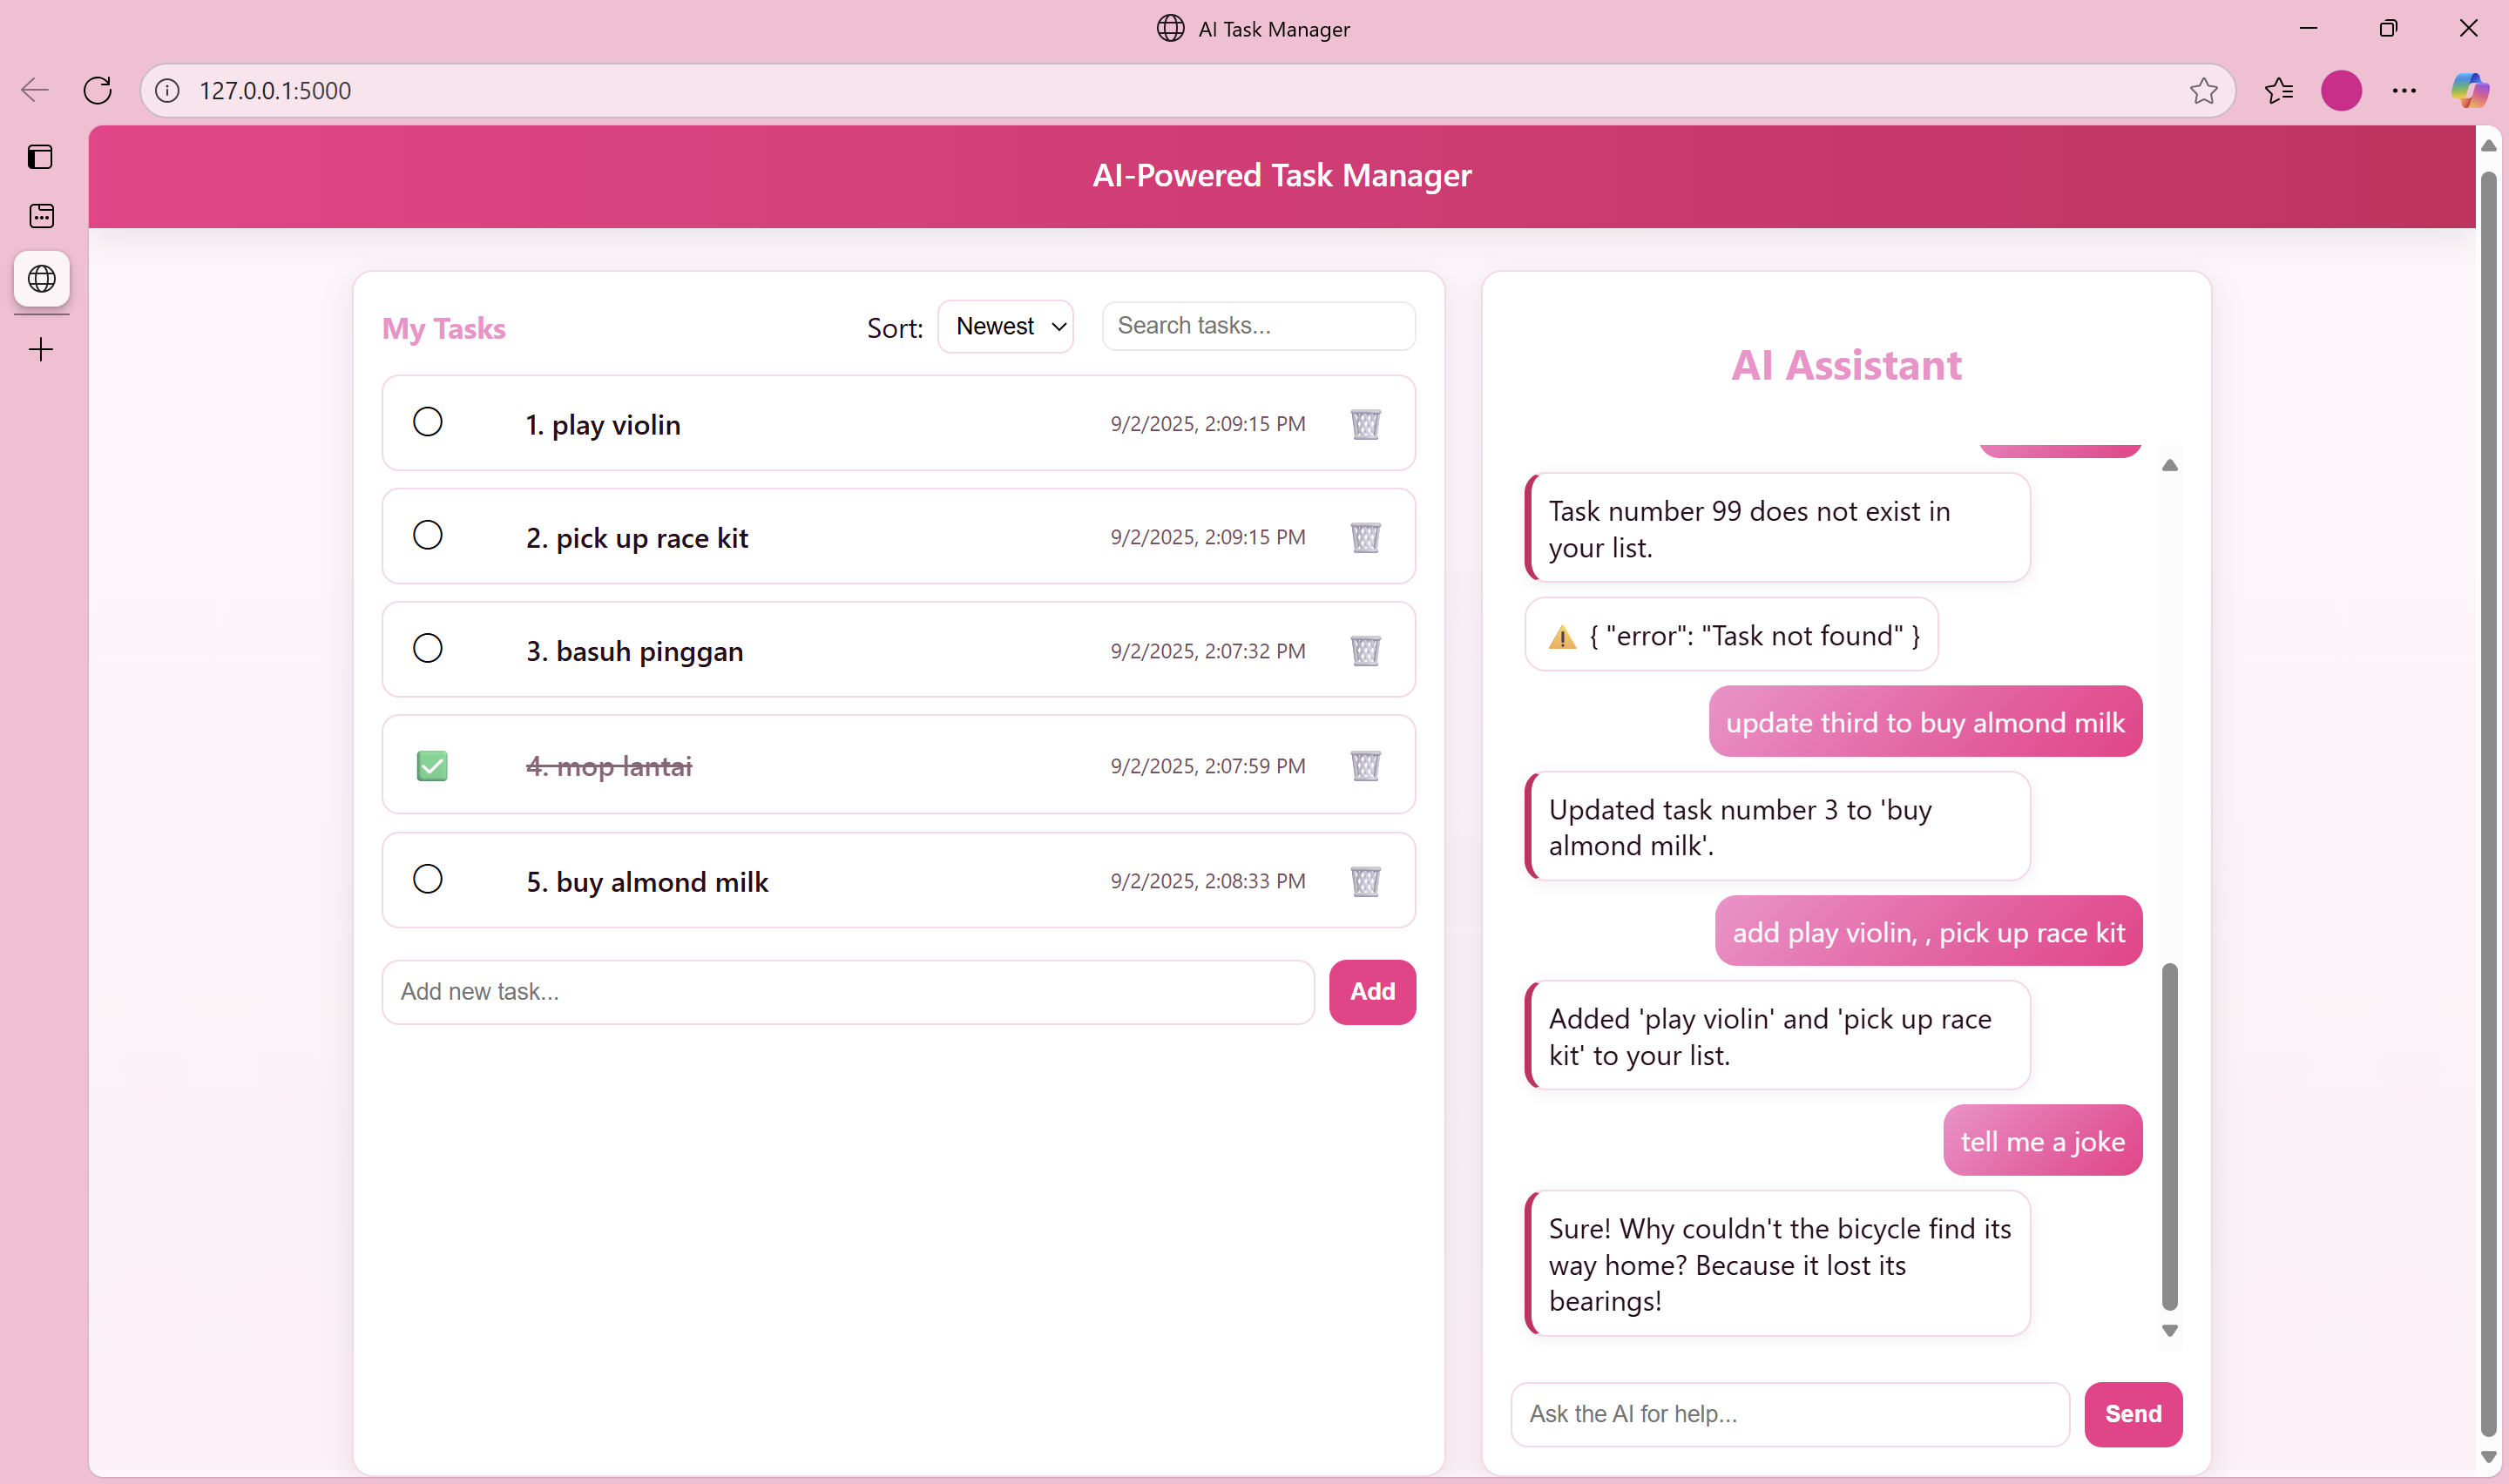 AI Task Manager
127.0.0.1:5000
AI-Powered Task Manager
My Tasks
Sort:
Newest
Search tasks...
1. play violin
9/2/2025, 2:09:15 PM
2. pick up race kit
9/2/2025, 2:09:15 PM
3. basuh pinggan
9/2/2025, 2:07:32 PM
4. mop lantai
9/2/2025, 2:07:59 PM
5. buy almond milk
9/2/2025, 2:08:33 PM
Add new task...
Add
AI Assistant
Task number 99 does not exist in
your list.
{ "error": "Task not found" }
update third to buy almond milk
Updated task number 3 to 'buy
almond milk'.
add play violin, , pick up race kit
Added 'play violin' and 'pick up race
kit' to your list.
tell me a joke
Sure! Why couldn't the bicycle find its
way home? Because it lost its
bearings!
Ask the AI for help...
Send